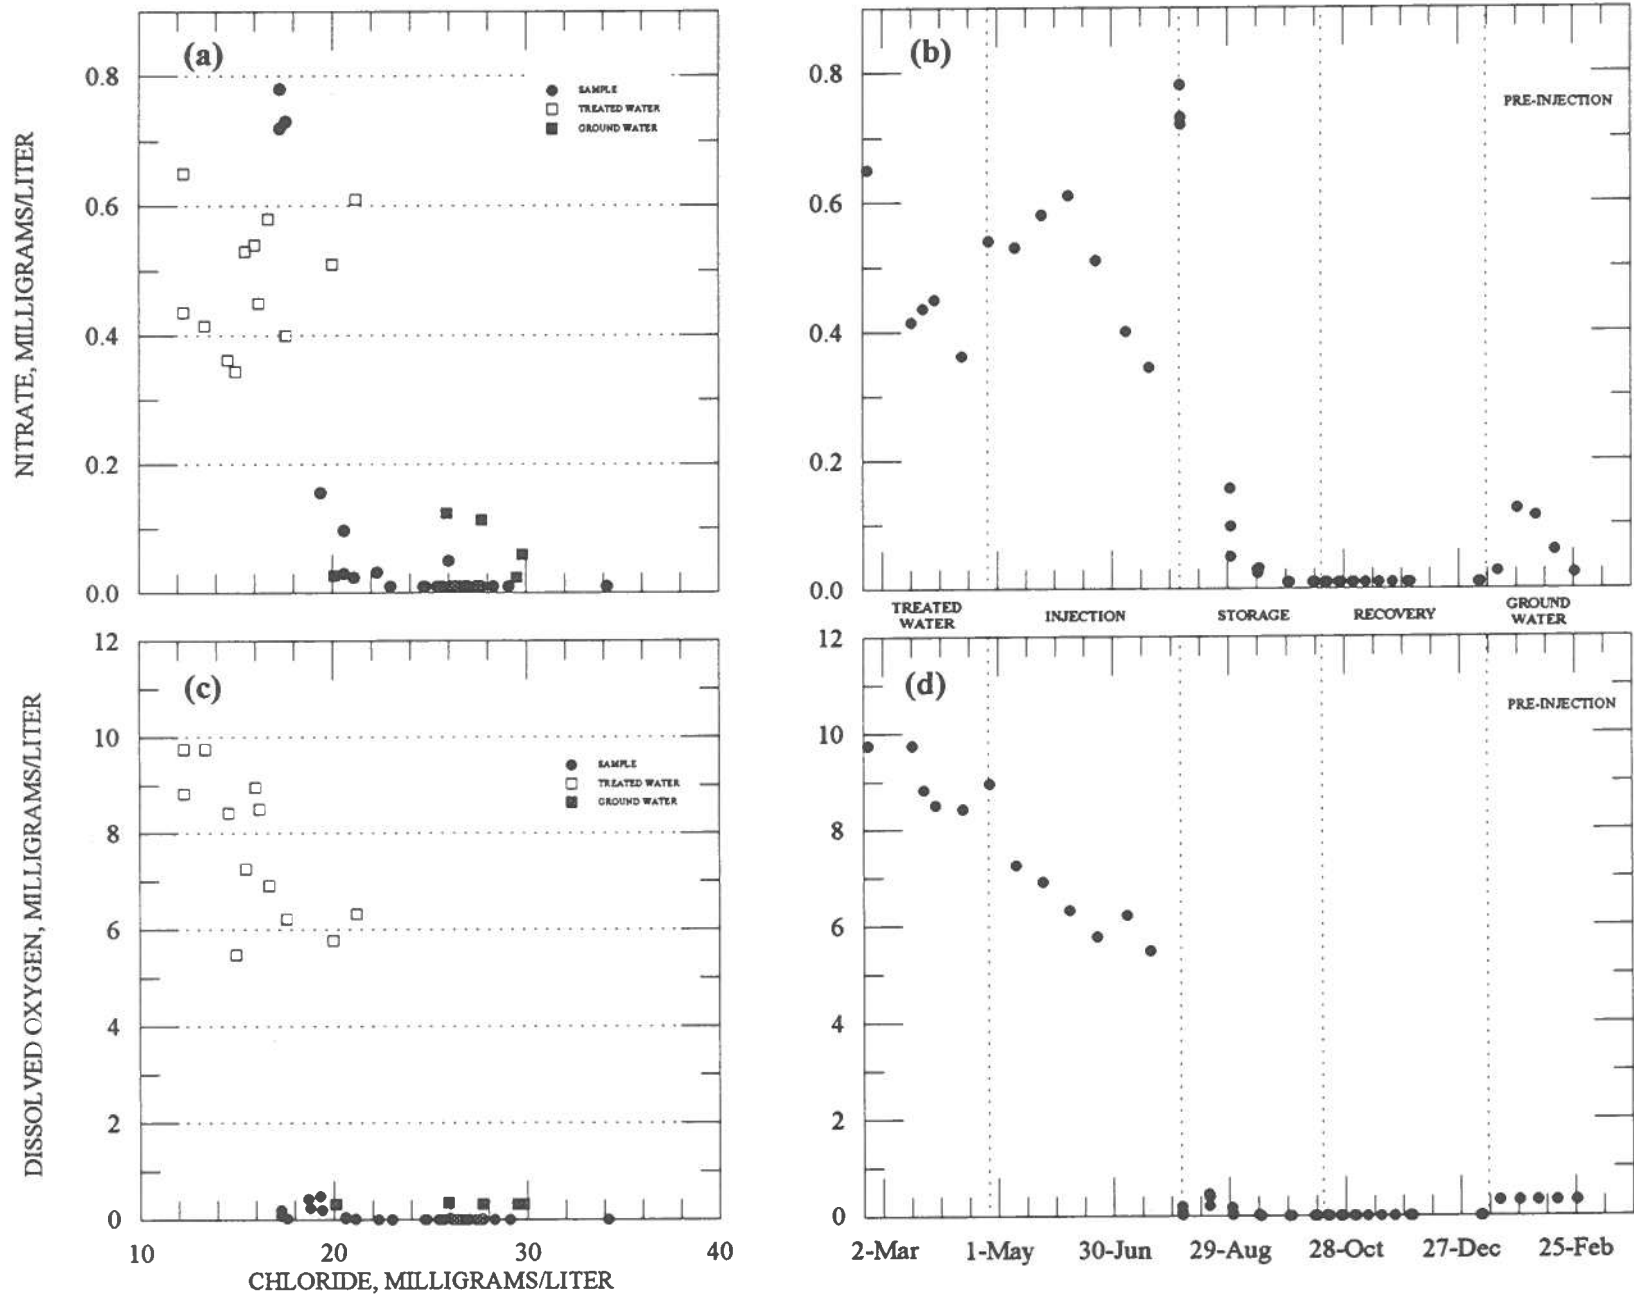 (a)
0.8
0.6
0.4
0.2
0.0
NITRATE, MILLIGRAMS/LITER
SAMPLE
TREATED WATER
GROUND WATER
(b)
0.8
0.6
0.4
0.2
0.0
PRE-INJECTION
TREATED
WATER
INJECTION
STORAGE
RECOVERY
GROUND
WATER
(c)
12
10
8
6
4
2
0
DISSOLVED OXYGEN, MILLIGRAMS/LITER
SAMPLE
TREATED WATER
GROUND WATER
10
20
30
40
CHLORIDE, MILLIGRAMS/LITER
(d)
12
10
8
6
4
2
0
PRE-INJECTION
2-Mar
1-May
30-Jun
29-Aug
28-Oct
27-Dec
25-Feb